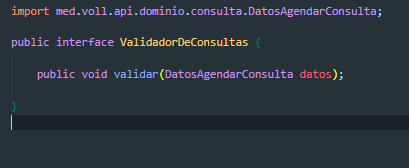 import med.voll.api.dominio.consulta.DatosAgendarConsulta;
public interface ValidadorDeConsultas {
public void validar(DatosAgendarConsulta datos);
}